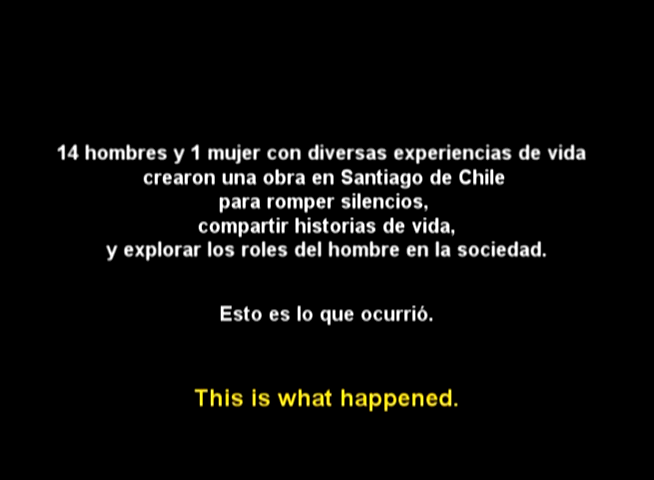 14 hombres y 1 mujer con diversas experiencias de vida
crearon una obra en Santiago de Chile
para romper silencios,
compartir historias de vida,
y explorar los roles del hombre en la sociedad.
Esto es lo que ocurrió.
This is what happened.